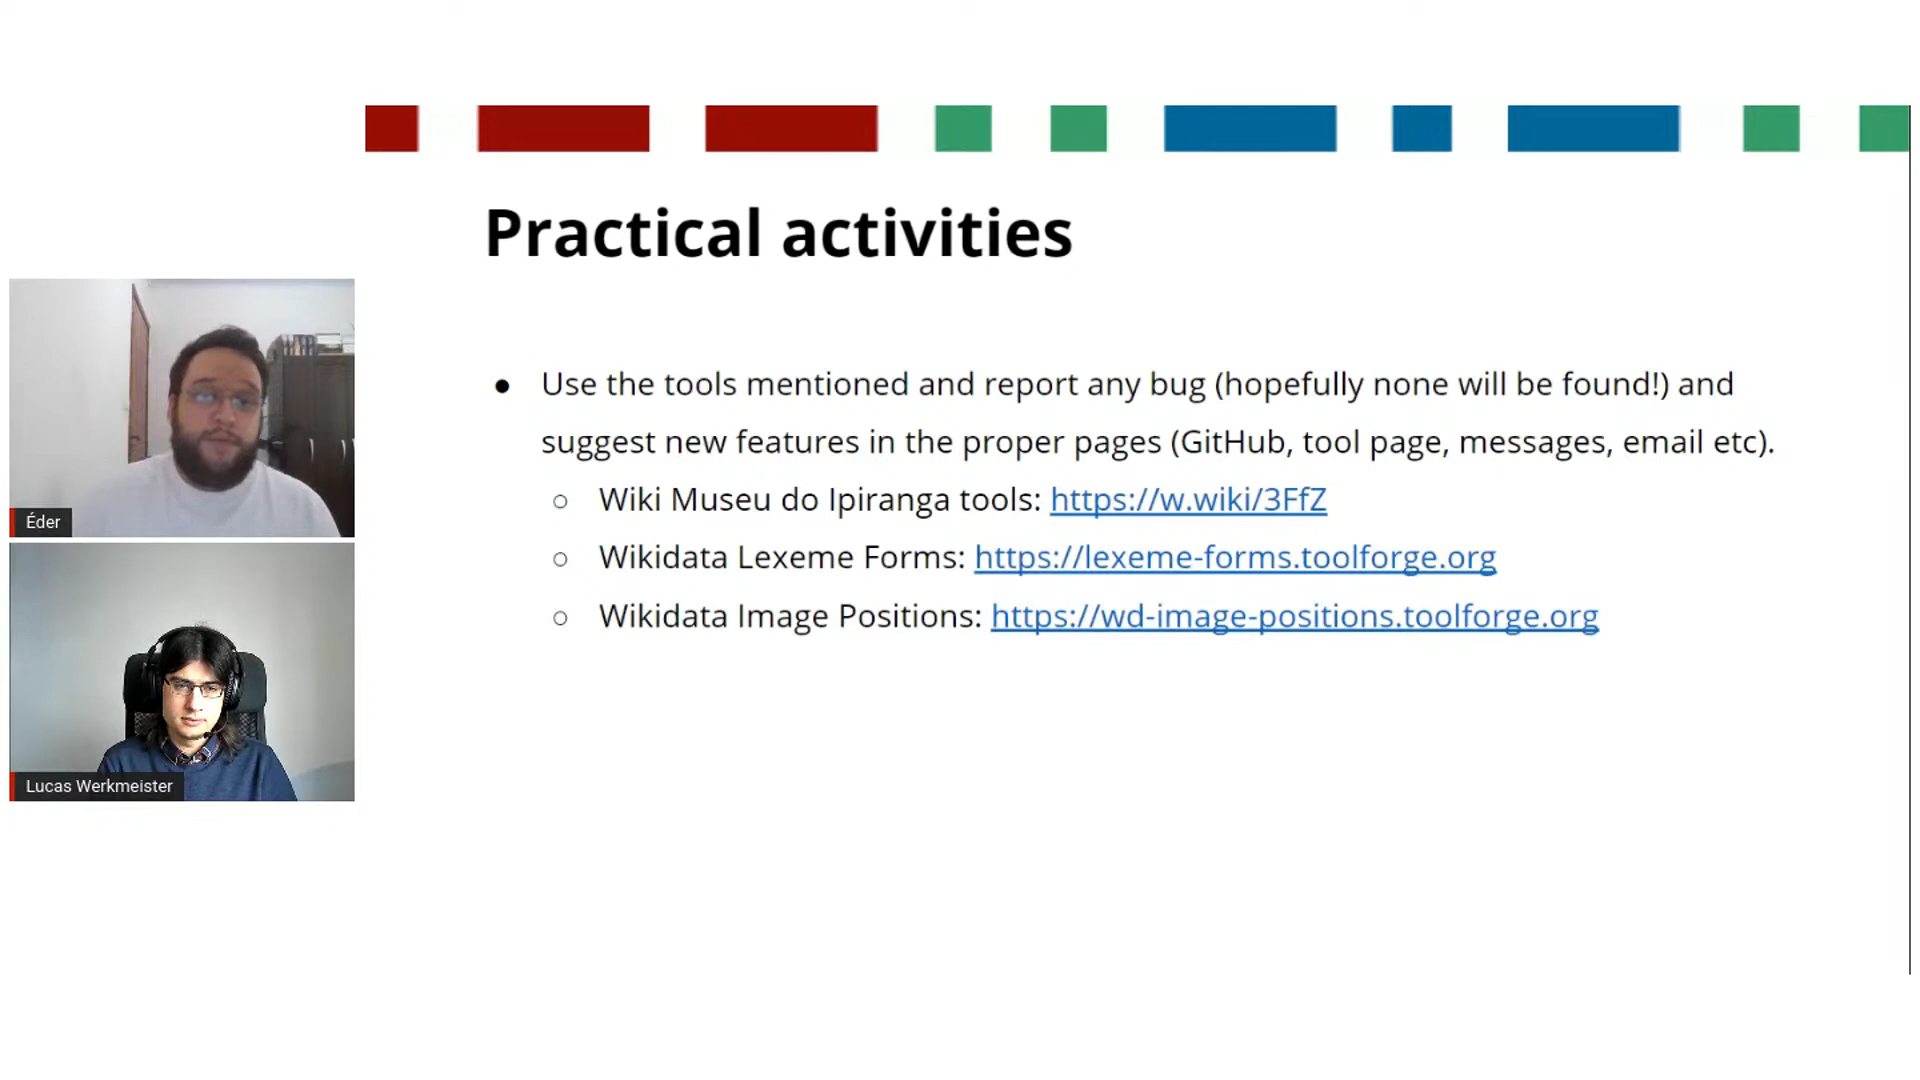 Practical activities
● Use the tools mentioned and report any bug (hopefully none will be found!) and
suggest new features in the proper pages (GitHub, tool page, messages, email etc).
○ Wiki Museu do Ipiranga tools: https://w.wiki/3FfZ
○ Wikidata Lexeme Forms: https://lexeme-forms.toolforge.org
○ Wikidata Image Positions: https://wd-image-positions.toolforge.org
Éder
Lucas Werkmeister